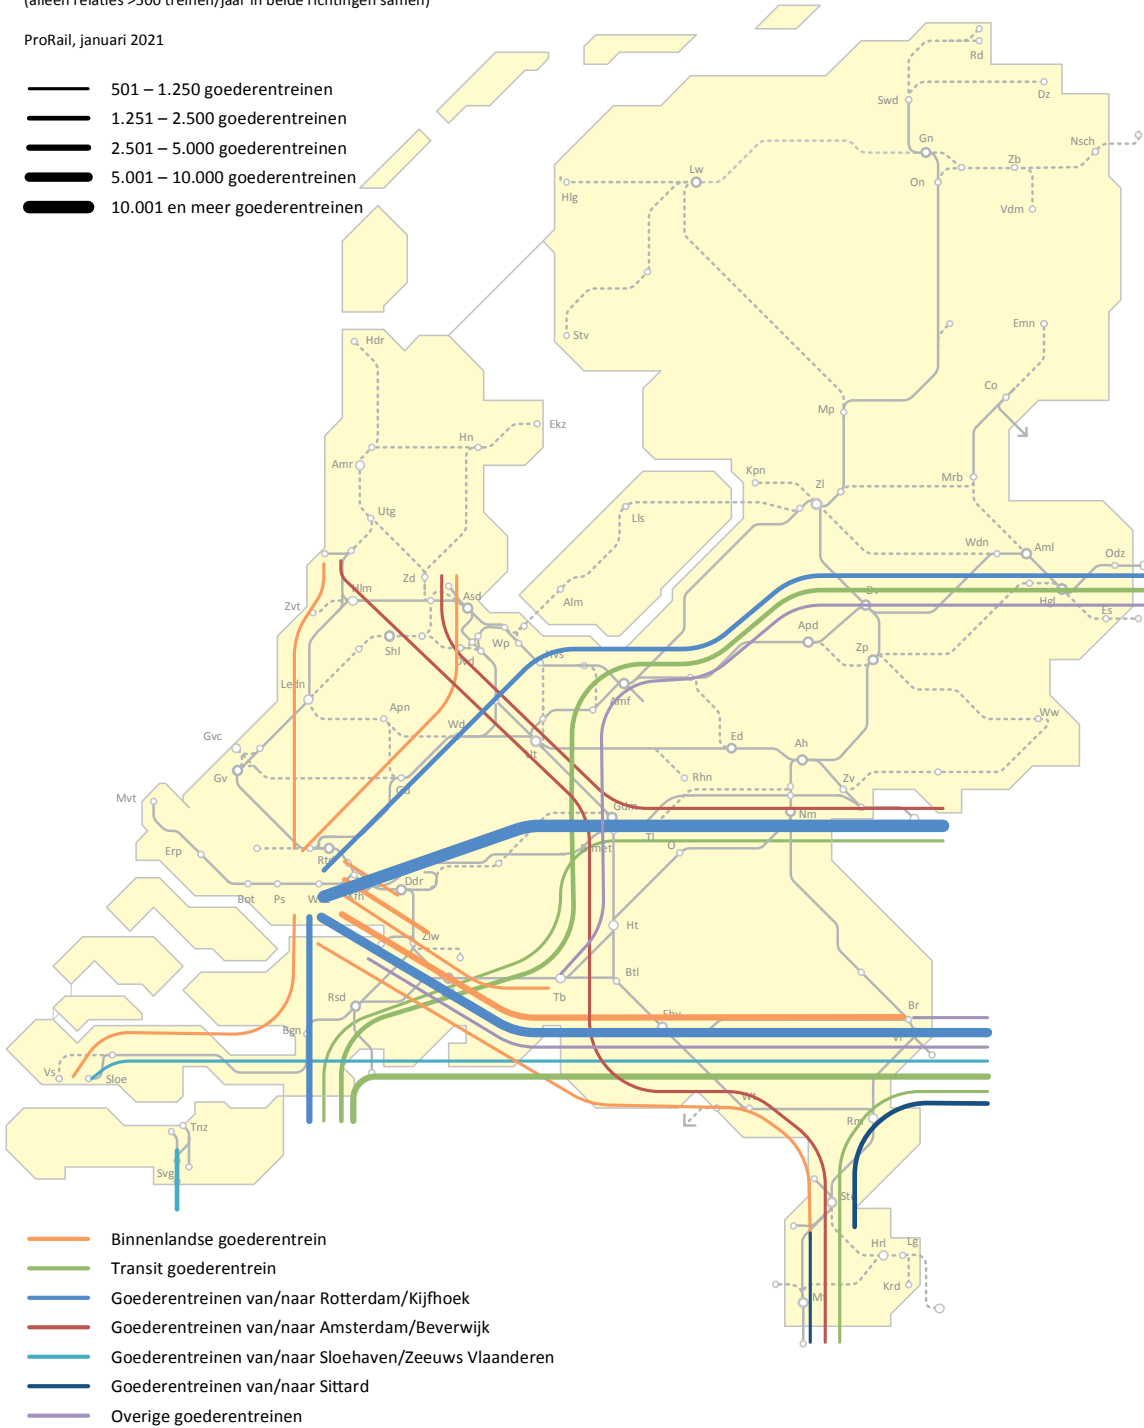 (alleen relaties >500 treinen/jaar in beide richtingen samen)
ProRail, januari 2021
501 – 1.250 goederentreinen
1.251 – 2.500 goederentreinen
2.501 – 5.000 goederentreinen
5.001 – 10.000 goederentreinen
10.001 en meer goederentreinen
Rd
Dz
Swd
Gn
Nsch
Zb
Lw
On
Hlg
Vdm
Stv
Emn
Hdr
Co
Mp
Ekz
Hn
Amr
Kpn
Zl
Mrb
Lls
Utg
Wdn
Aml
Odz
Zd
Hlm
Asd
Alm
Hgl
Zvt
Es
Apd
Wp
Shl
Zp
Ledn
Amf
Apn
Ww
Wd
Gvc
Ed
Ah
Ut
Gv
Rhn
Zv
Gd
Mvt
Gdm
Nm
Tl
O
Erp
Rtd
Ddr
Bot
Ps
Ht
Zlw
Btl
Tb
Rsd
Br
Ehv
Bgn
Vl
Vs
Sloe
Wt
Rm
Tnz
Svg
Std
Hrl
Lg
Krd
Mt
Binnenlandse goederentrein
Transit goederentrein
Goederentreinen van/naar Rotterdam/Kijfhoek
Goederentreinen van/naar Amsterdam/Beverwijk
Goederentreinen van/naar Sloehaven/Zeeuws Vlaanderen
Goederentreinen van/naar Sittard
Overige goederentreinen